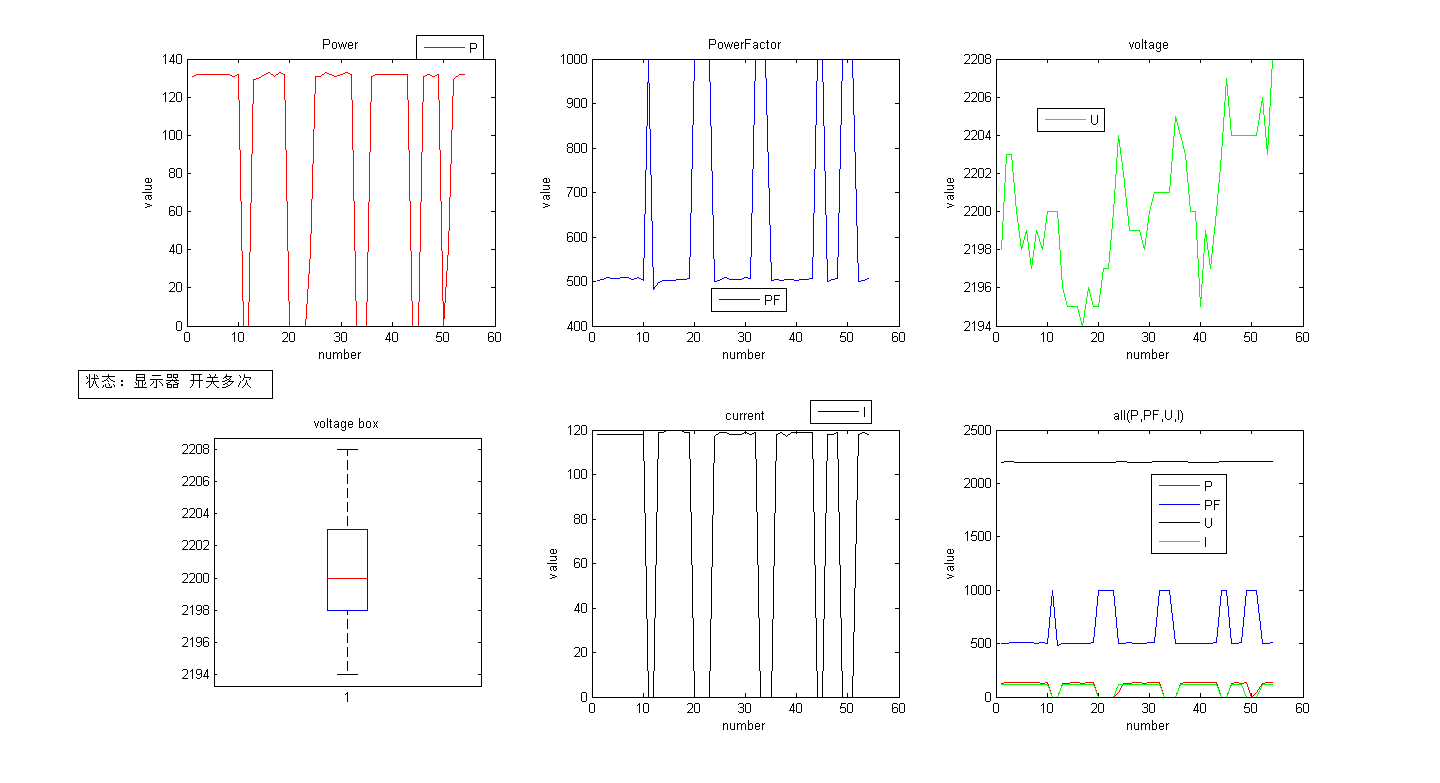 Power
P
140
120
100
80
60
40
20
0
value
0 10 20 30 40 50 60
number
PowerFactor
1000
900
800
700
600
500
400
value
PF
0 10 20 30 40 50 60
number
voltage
2208
2206
2204
2202
2200
2198
2196
2194
value
U
0 10 20 30 40 50 60
number
状态：显示器 开关多次
voltage box
2208
2206
2204
2202
2200
2198
2196
2194
1
current
I
120
100
80
60
40
20
0
value
0 10 20 30 40 50 60
number
all(P,PF,U,I)
2500
2000
1500
1000
500
0
value
P
PF
U
I
0 10 20 30 40 50 60
number